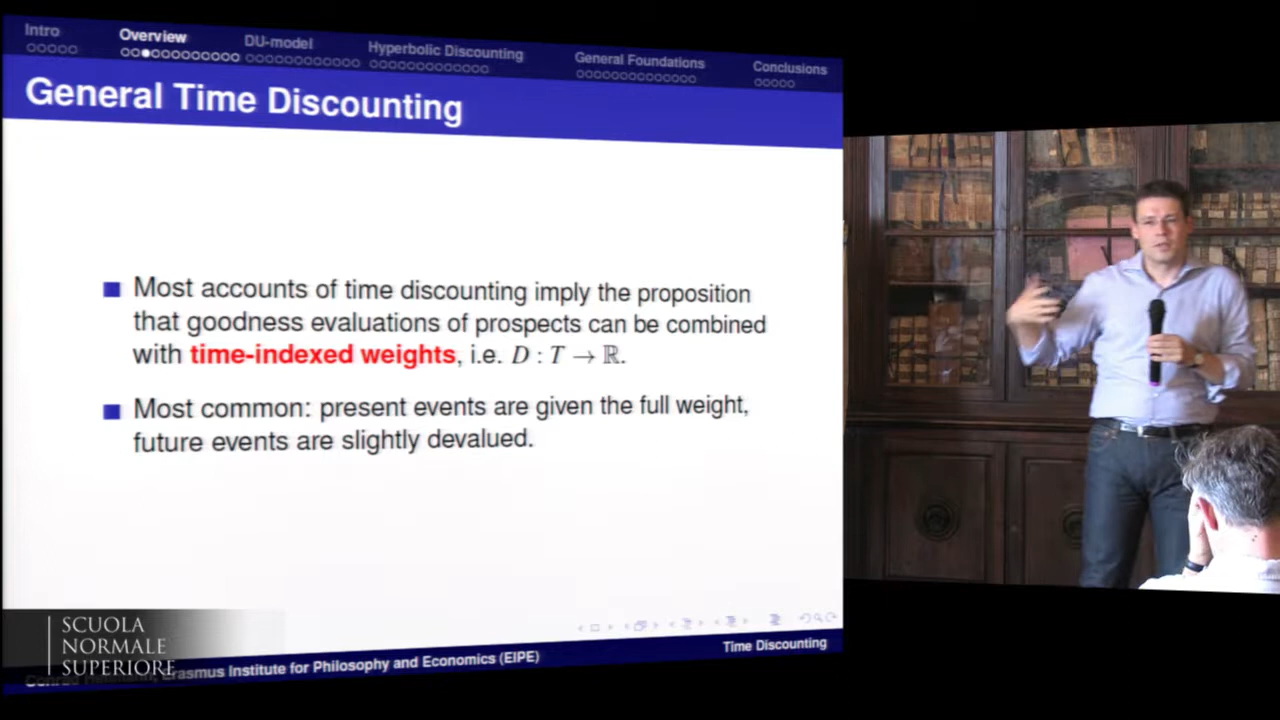 Intro Overview DU-model Hyperbolic Discounting General Foundations Conclusions
General Time Discounting
Most accounts of time discounting imply the proposition
that goodness evaluations of prospects can be combined
with time-indexed weights, i.e. D : T → ℝ.
Most common: present events are given the full weight,
future events are slightly devalued.
SCUOLA
NORMALE
SUPERIORE
Erasmus Institute for Philosophy and Economics (EIPE) Time Discounting